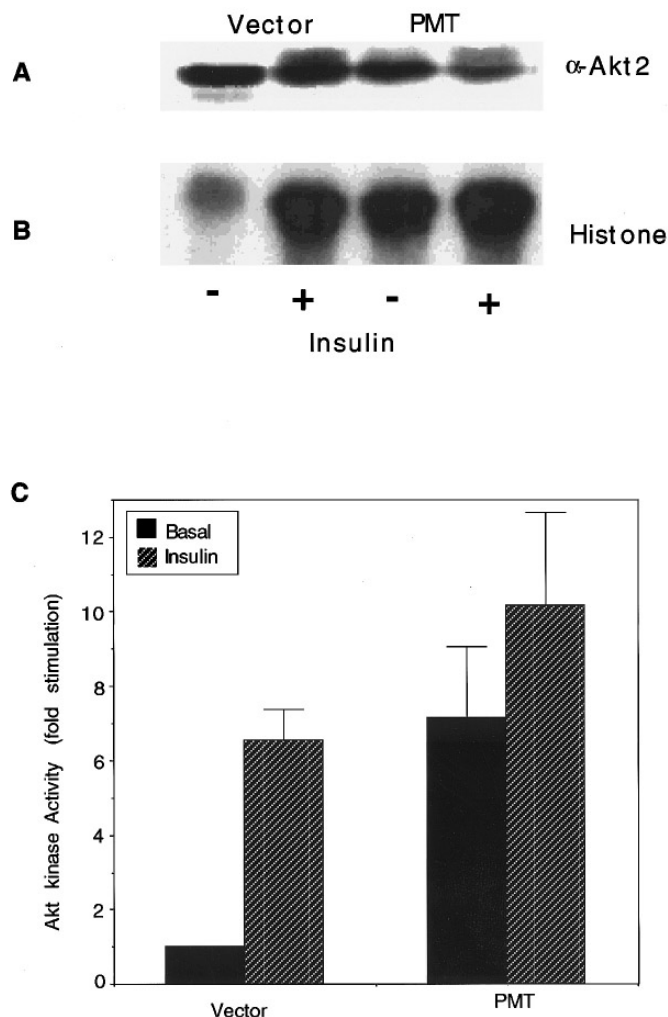 Vector PMT
A
α-Akt2
B
Histone
- + - +
Insulin
C
Akt kinase Activity (fold stimulation)
12
10
8
6
4
2
0
Basal
Insulin
Vector PMT